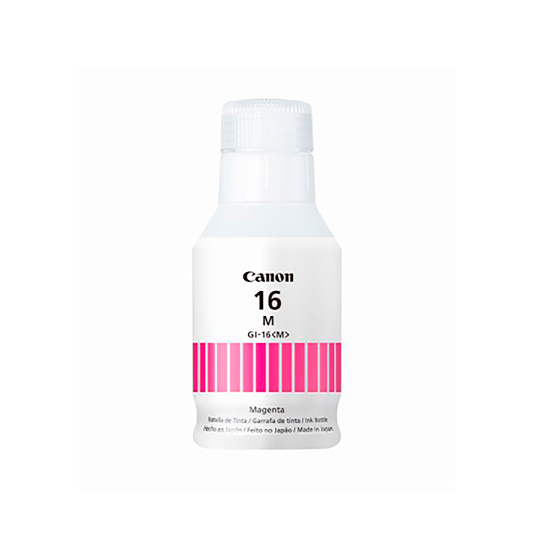 Canon
16
M
GI-16<M>
Magenta
Botella de Tinta / Garrafa de tinta / Ink Bottle
Hecho en Japón / Feito no Japão / Made in Japan